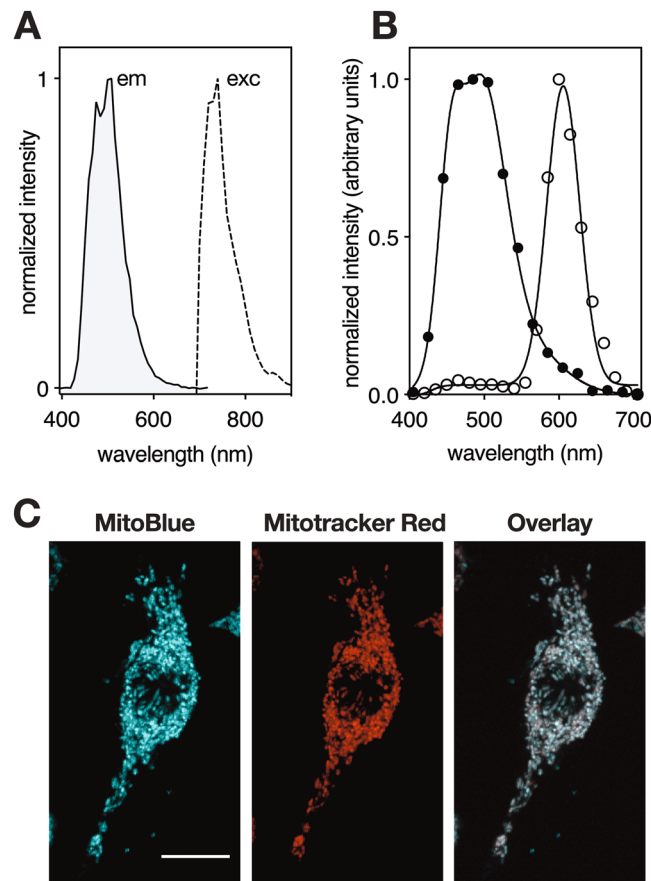 A
normalized intensity
1
0
em
exc
400
600
800
wavelength (nm)
B
normalized intensity (arbitrary units)
1.0
0.5
0.0
400
500
600
700
wavelength (nm)
C
MitoBlue
Mitotracker Red
Overlay